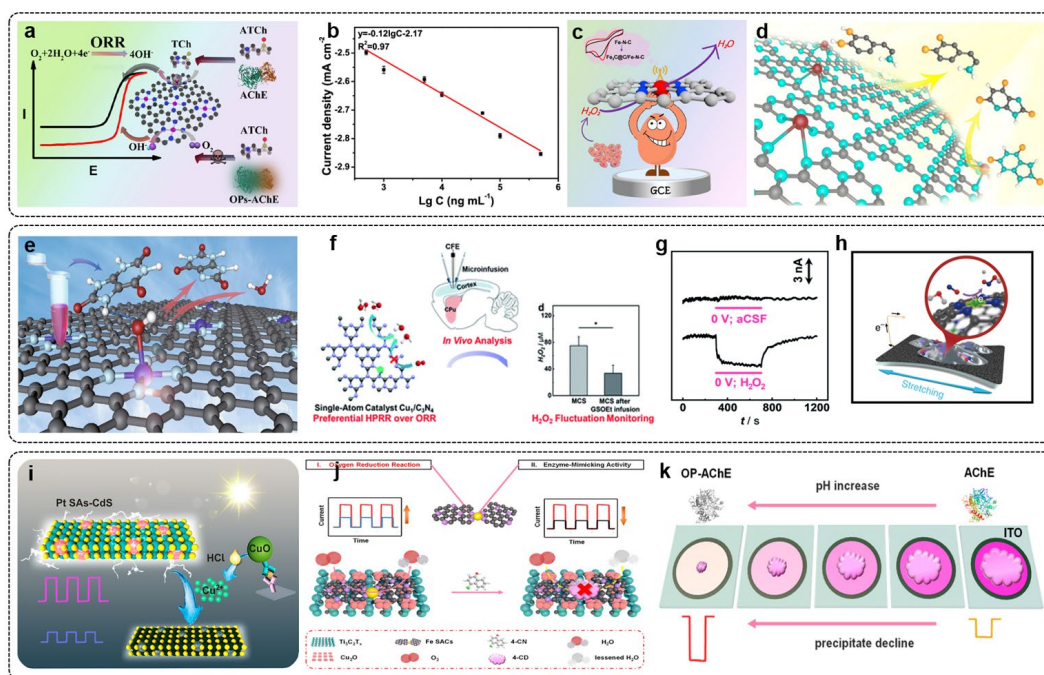 a
O₂+2H₂O+4e⁻
ORR
4OH⁻
TCh
ATCh
AChE
I
E
OH⁻
O₂
ATCh
OPs-AChE
b
y=-0.12lgC-2.17
R²=0.97
Current density (mA cm⁻²)
-2.5
-2.6
-2.7
-2.8
-2.9
3
4
5
6
Lg C (ng mL⁻¹)
c
Fe-N-C
Fe₃C@C/Fe-N-C
H₂O
H₂O₂
GCE
d
e
f
CFE
Microinfusion
Cortex
CPu
In Vivo Analysis
Single-Atom Catalyst Cu₁/C₃N₄
Preferential HPRR over ORR
d
H₂O₂ / μM
120
80
40
0
*
MCS
MCS after
GSOEt infusion
H₂O₂ Fluctuation Monitoring
g
3 nA
0 V; aCSF
0 V; H₂O₂
0
400
800
1200
t / s
h
e⁻
Stretching
i
Pt SAs-CdS
HCl
CuO
Cu²⁺
j
I. Oxygen Reduction Reaction
II. Enzyme-Mimicking Activity
Current
Time
Current
Time
Ti₃C₂Tₓ
Fe SACs
4-CN
H₂O
Cu₂O
O₂
4-CD
lessened H₂O
k
OP-AChE
pH increase
AChE
ITO
precipitate decline